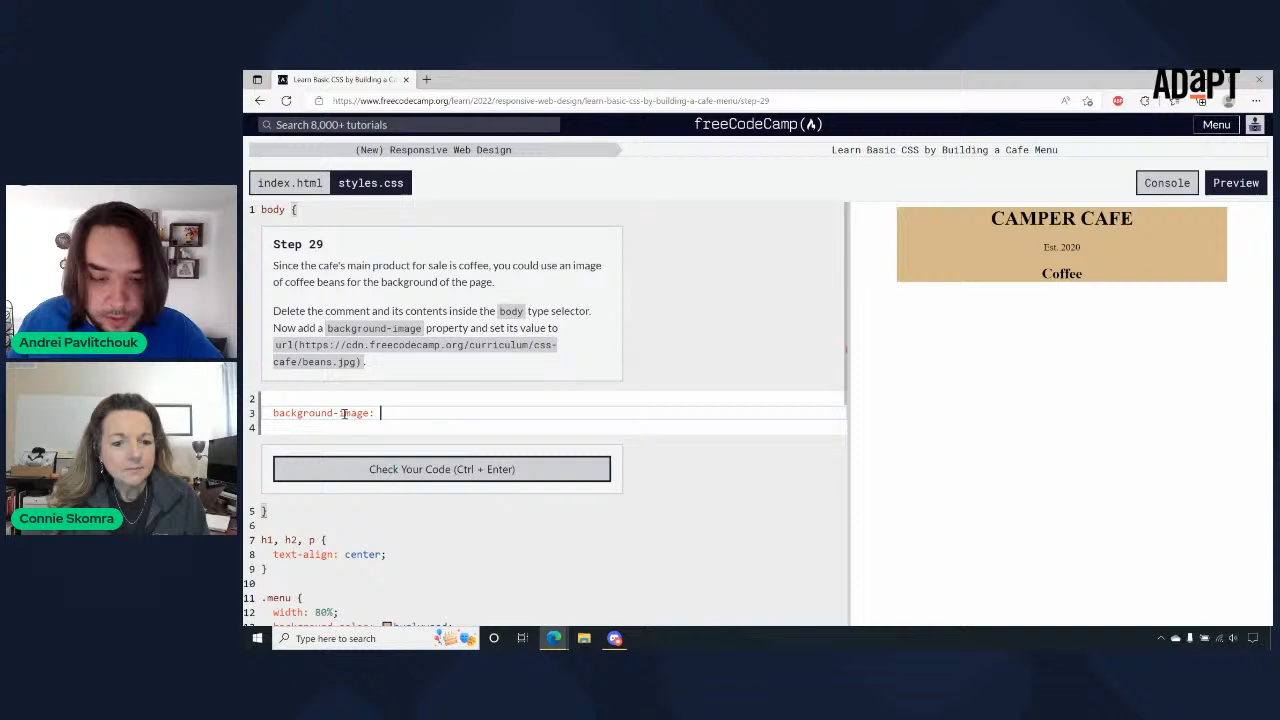 ADAPT
Learn Basic CSS by Building a Ca
https://www.freecodecamp.org/learn/2022/responsive-web-design/learn-basic-css-by-building-a-cafe-menu/step-29
Search 8,000+ tutorials
freeCodeCamp
Menu
(New) Responsive Web Design
Learn Basic CSS by Building a Cafe Menu
index.html
styles.css
Console
Preview
1 body {
Step 29
Since the cafe's main product for sale is coffee, you could use an image
of coffee beans for the background of the page.
Delete the comment and its contents inside the body type selector.
Now add a background-image property and set its value to
url(https://cdn.freecodecamp.org/curriculum/css-
cafe/beans.jpg).
2
3 background-image:
4
Check Your Code (Ctrl + Enter)
5 }
6
7 h1, h2, p {
8 text-align: center;
9 }
10
11 .menu {
12 width: 80%;
CAMPER CAFE
Est. 2020
Coffee
Andrei Pavlitchouk
Connie Skomra
Type here to search